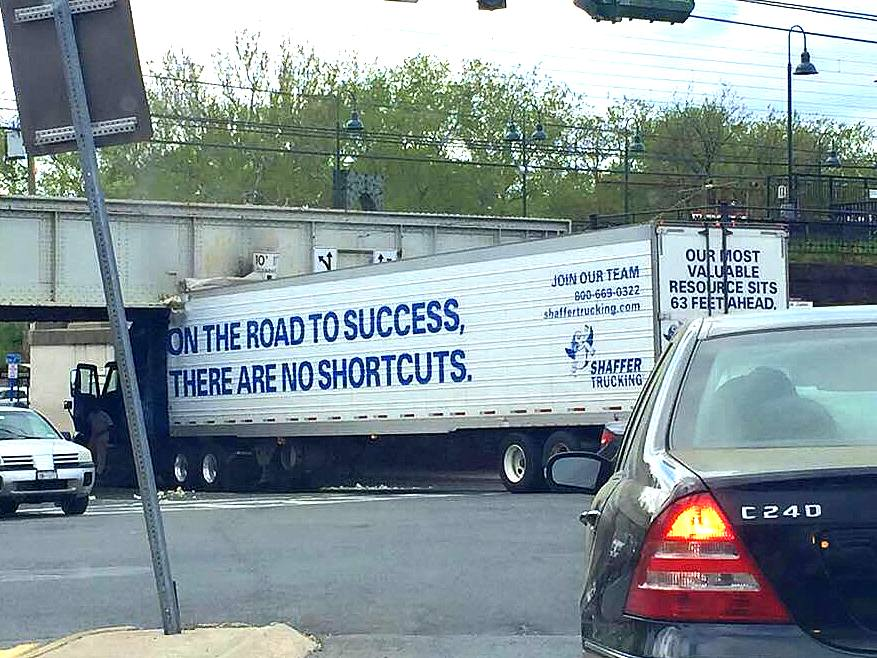 10'
ON THE ROAD TO SUCCESS,
THERE ARE NO SHORTCUTS.
JOIN OUR TEAM
800-669-0322
shaffertrucking.com
SHAFFER
TRUCKING
OUR MOST
VALUABLE
RESOURCE SITS
63 FEET AHEAD.
C240